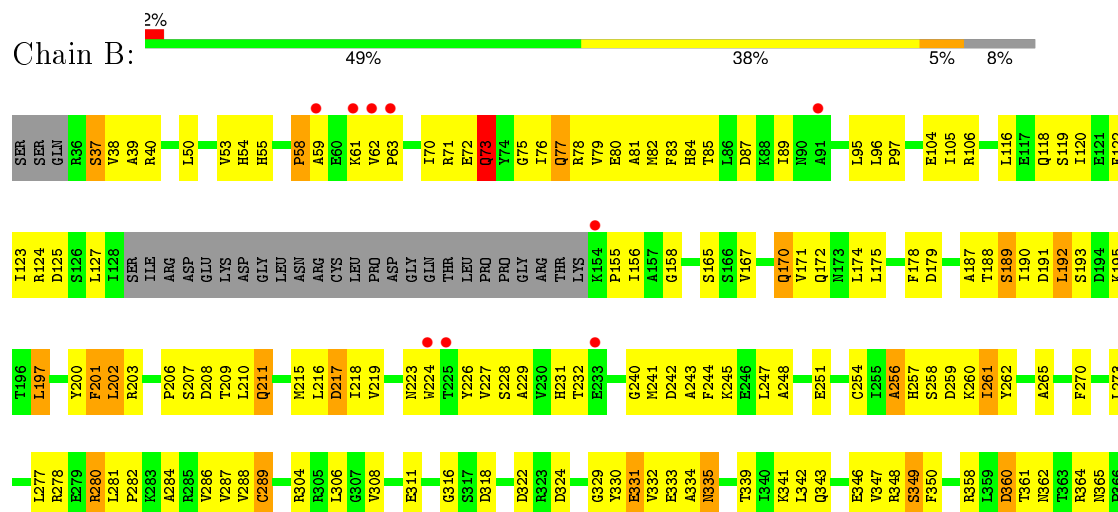 2%
Chain B:
49% 38% 5% 8%
SER SER GLN R36 S37 V38 A39 R40 L50 V53 H54 H55 P58 A59 E60 K61 V62 P63 I70 R71 E72 Q73 Y74 G75 I76 Q77 R78 V79 E80 A81 M82 F83 H84 T85 L86 D87 K88 I89 N90 A91 L95 L96 P97 E104 I105 R106 L116 E117 Q118 S119 I120 E121
I123 R124 D125 S126 L127 I128 SER ILE ARG ASP GLU LYS ASP GLY LEU ASN ARG CYS LEU PRO ASP GLY GLN THR LEU PRO PRO GLY ARG THR LYS K154 P155 I156 A157 G158 S165 S166 V167 Q170 V171 Q172 N173 L174 L175 F178 D179 A187 T188 S189 I190 D191 L192 S193 D194 K195
T196 L197 Y200 F201 L202 R203 P206 S207 D208 T209 L210 Q211 M215 L216 D217 I218 V219 N223 W224 T225 Y226 V227 S228 A229 V230 H231 T232 E233 G240 M241 D242 A243 F244 K245 E246 L247 A248 E251 C254 I255 A256 H257 S258 D259 K260 I261 Y262 A265 F270
L277 R278 E279 R280 L281 P282 K283 A284 R285 V286 V287 V288 C289 R304 R305 L306 G307 V308 E311 G316 S317 D318 D322 R323 D324 G329 Y330 E331 V332 E333 A334 N335 T339 I340 K341 L342 Q343 E346 V347 R348 S349 F350 R358 L359 D360 T361 N362 T363 R364 N365